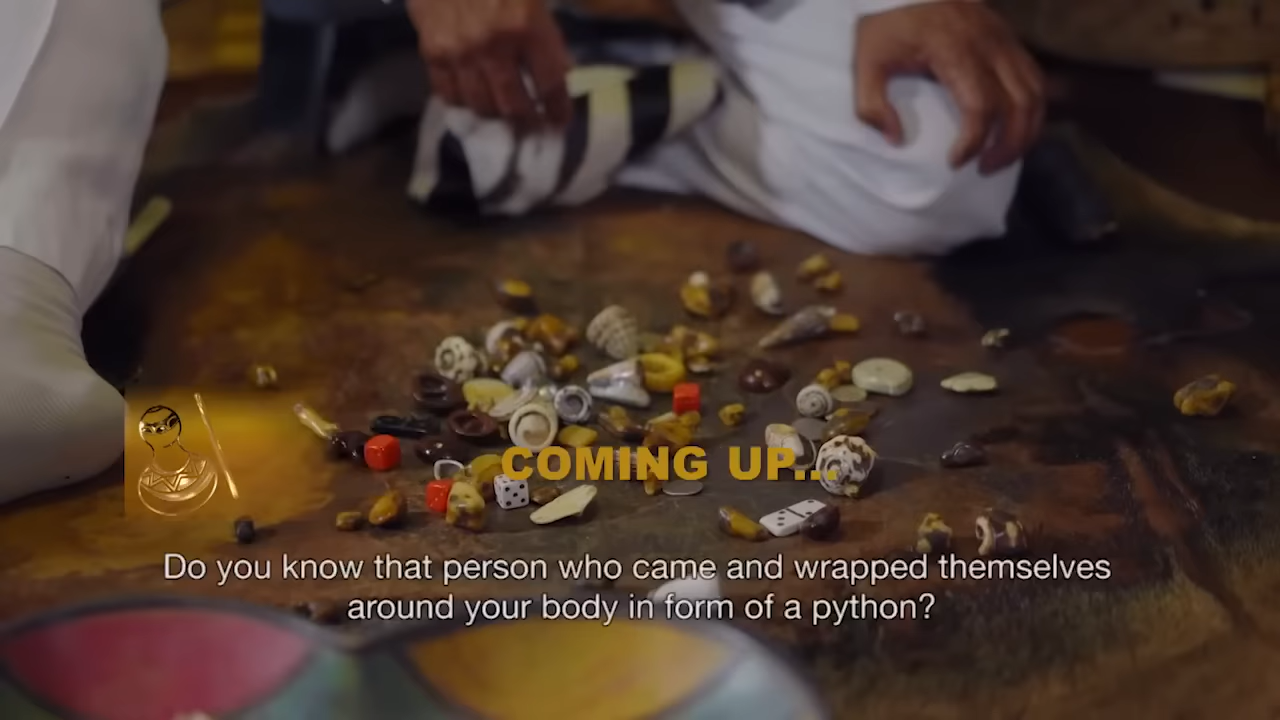 COMING UP...
Do you know that person who came and wrapped themselves
around your body in form of a python?